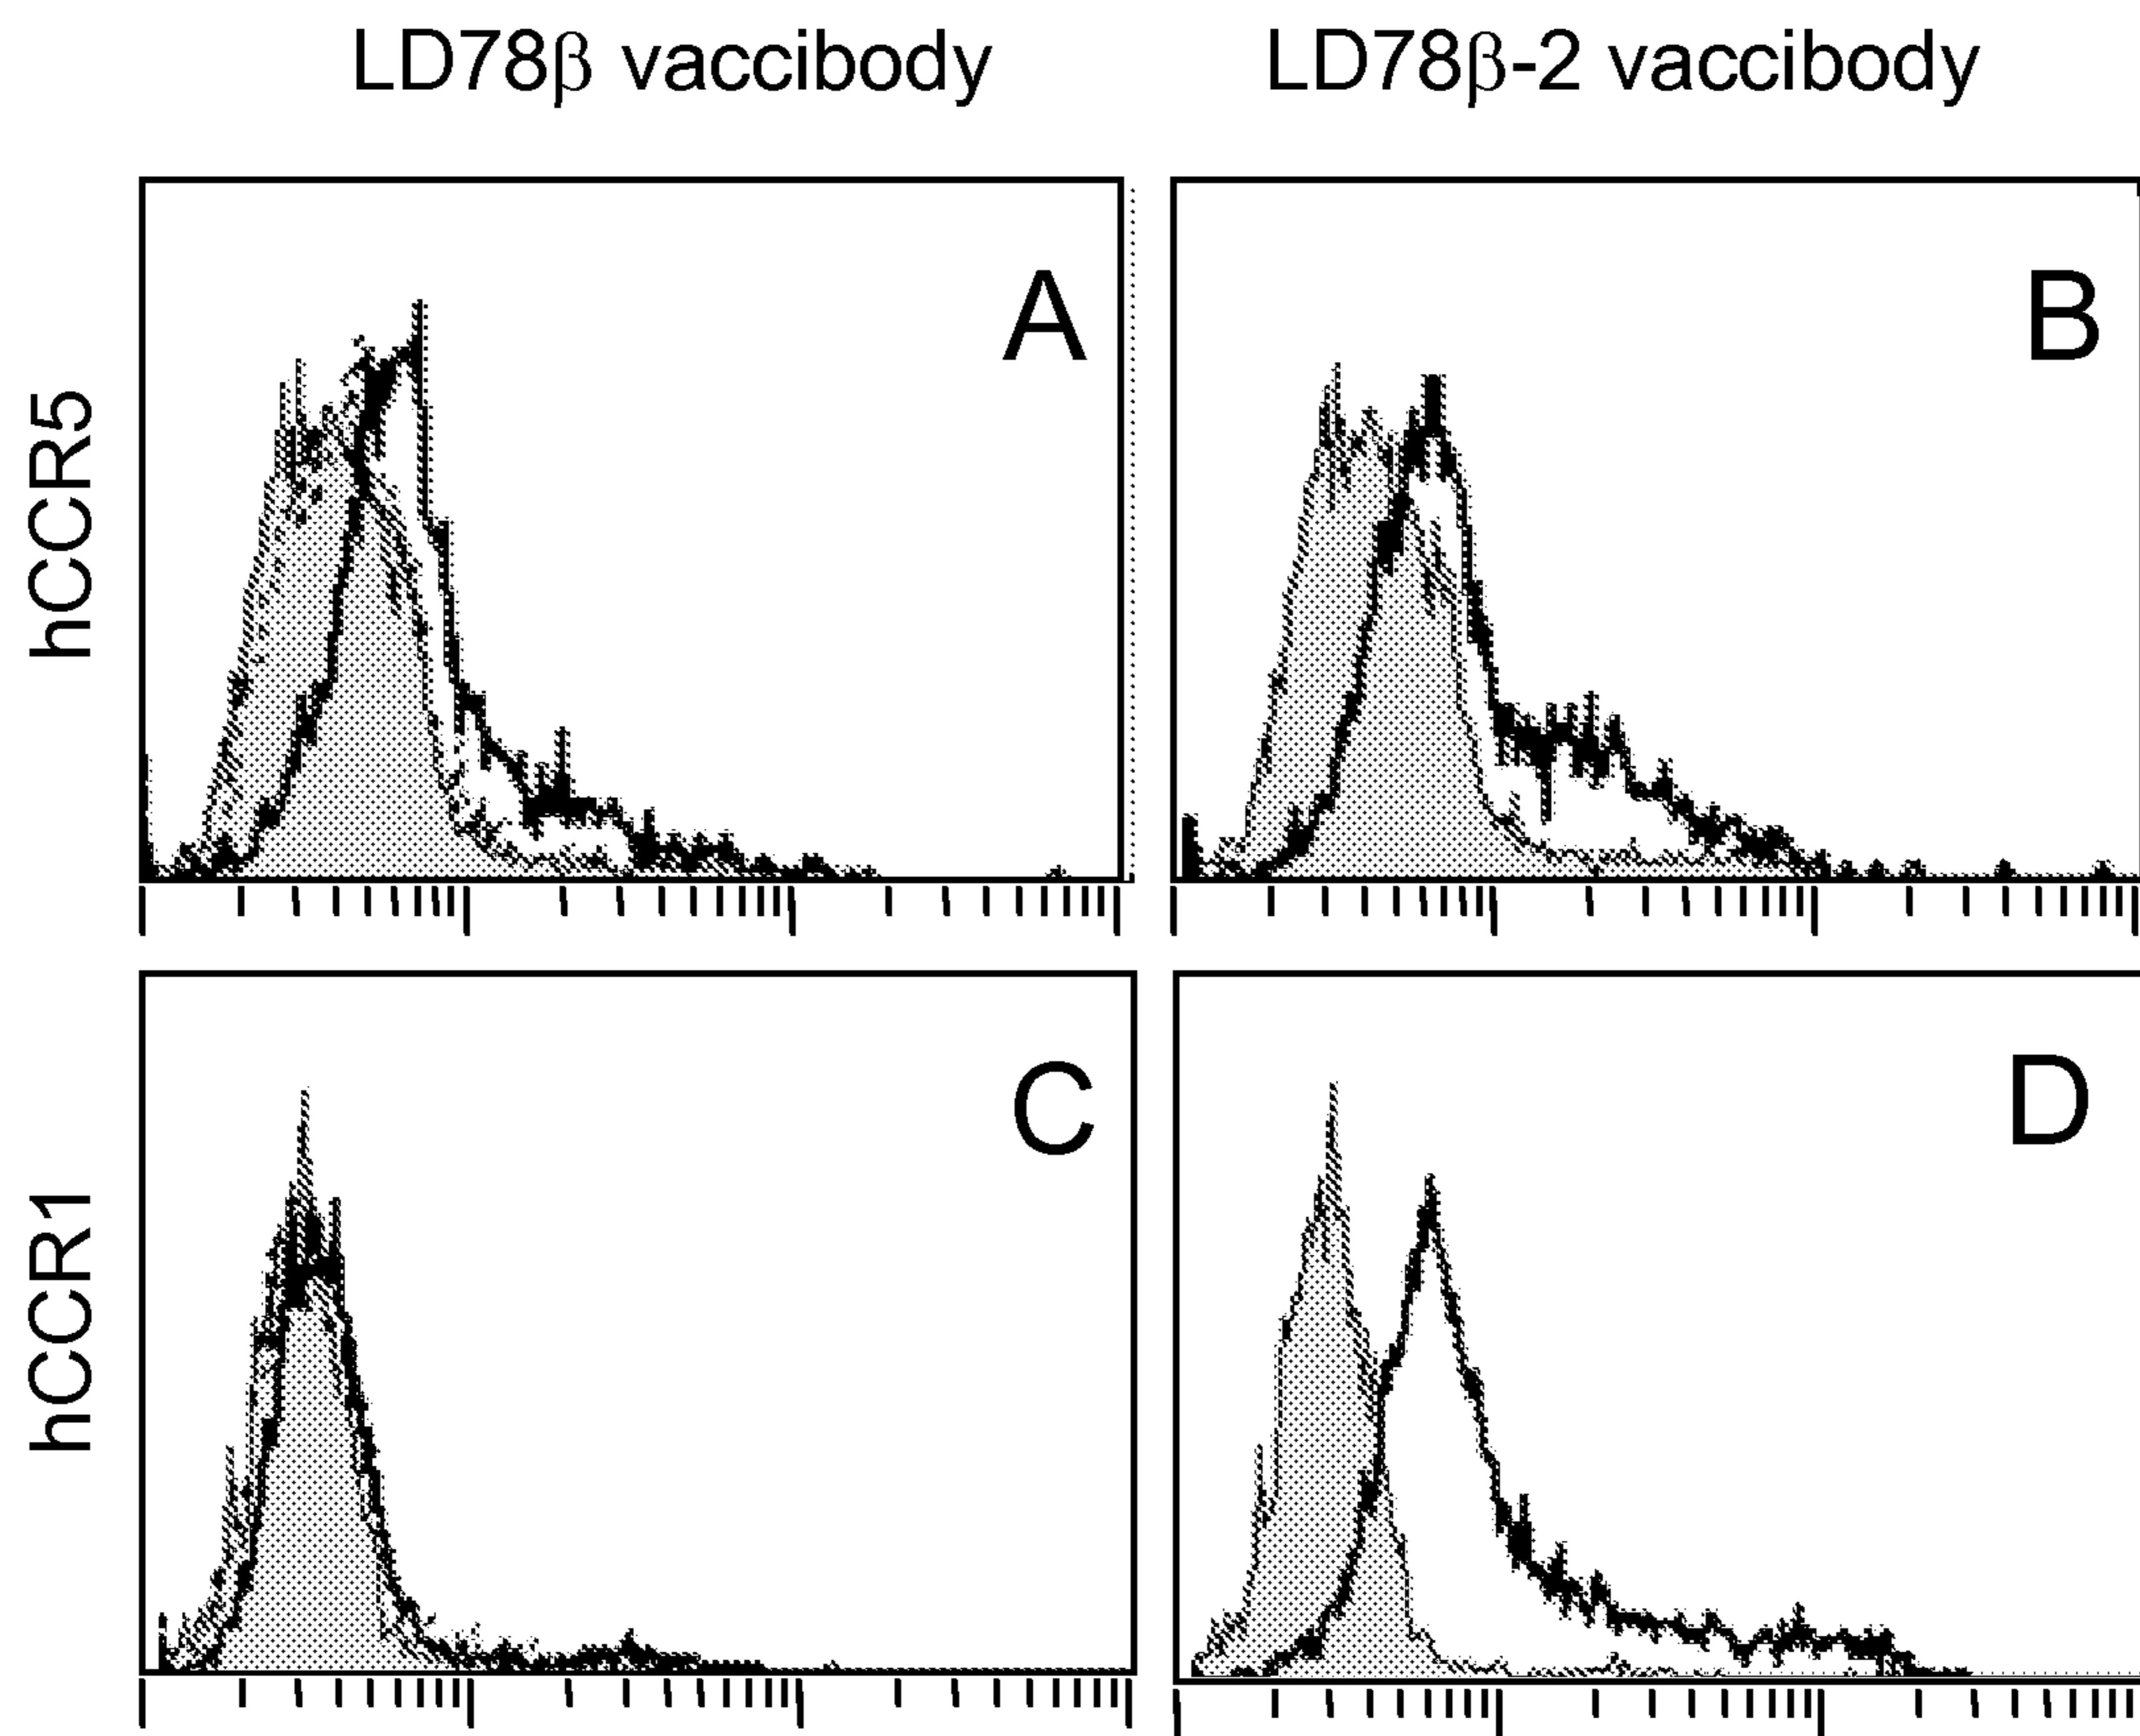 LD78β vaccibody
LD78β-2 vaccibody
hCCR5
A
B
hCCR1
C
D